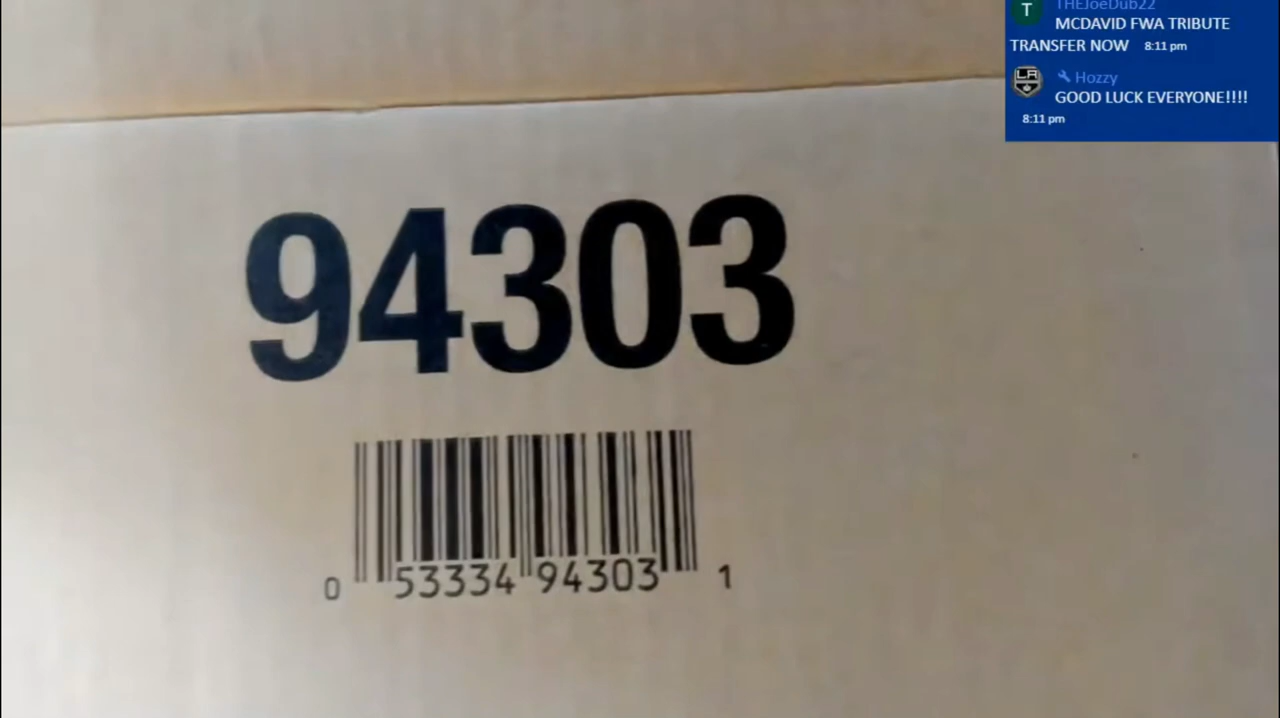 THEJoeDub22
MCDAVID FWA TRIBUTE
TRANSFER NOW 8:11 pm
Hozzy
GOOD LUCK EVERYONE!!!!
8:11 pm
94303
0 53334 94303 1